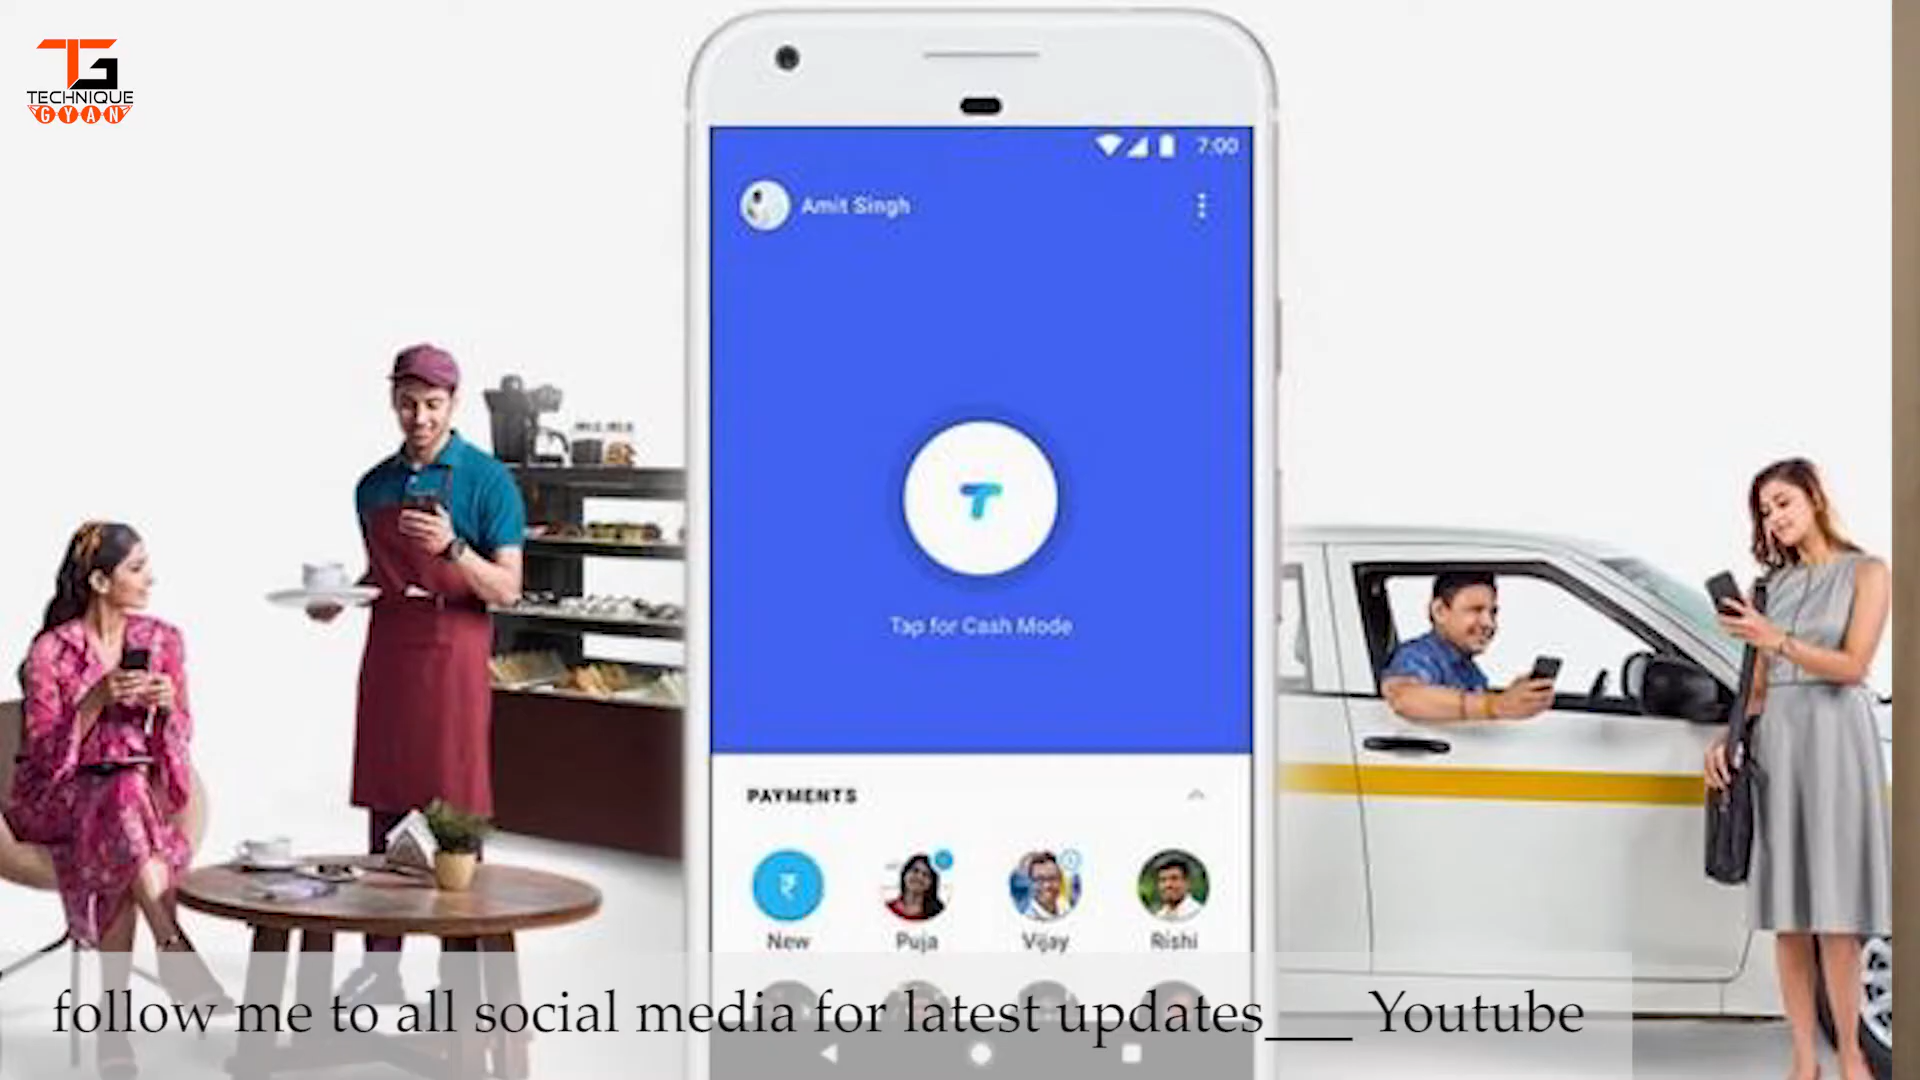 TG
TECHNIQUE
GYAN
7:00
Amit Singh
Tap for Cash Mode
PAYMENTS
New
Puja
Vijay
Rishi
follow me to all social media for latest updates___ Youtube